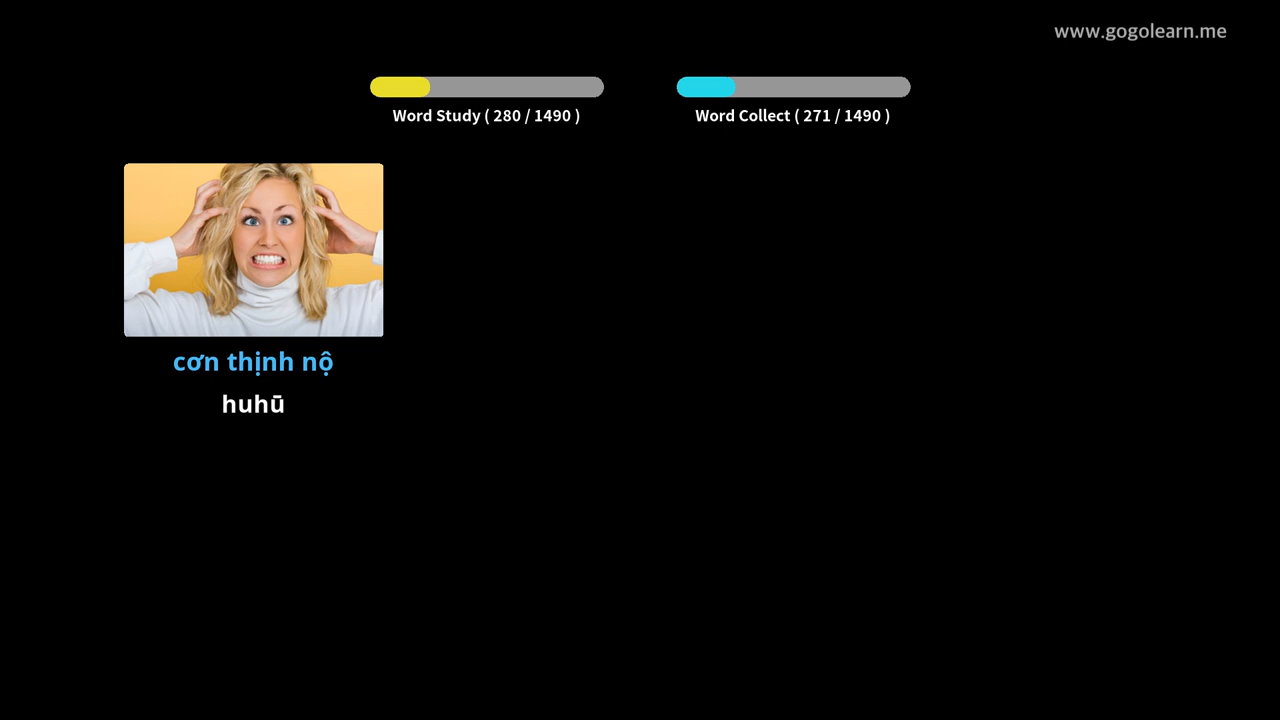 www.gogolearn.me
Word Study ( 280 / 1490 )
Word Collect ( 271 / 1490 )
cơn thịnh nộ
huhū